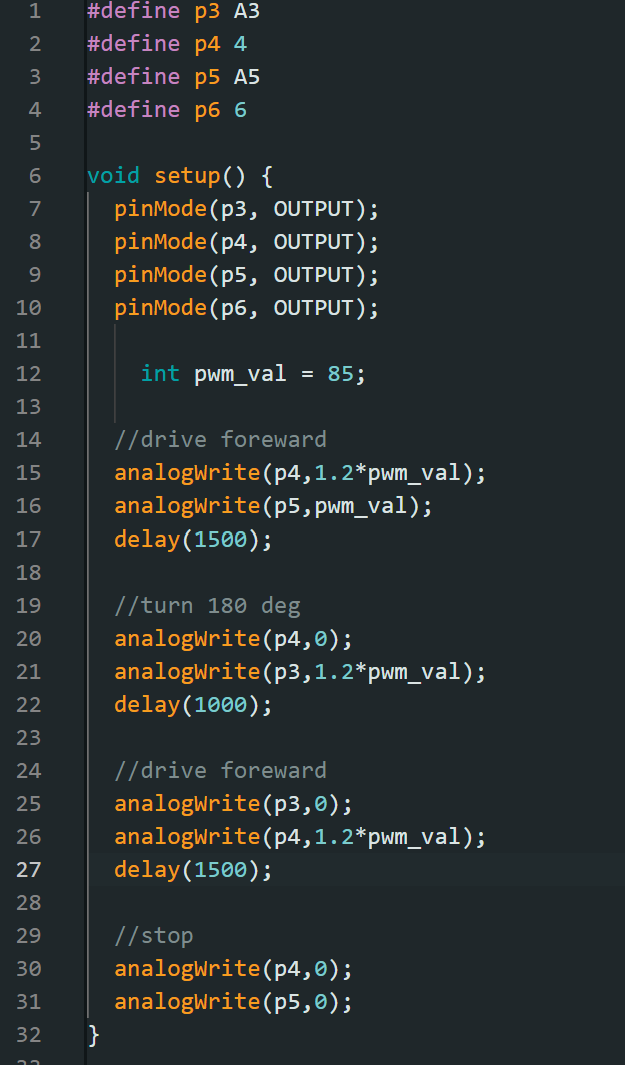 1 #define p3 A3
2 #define p4 4
3 #define p5 A5
4 #define p6 6
5
6 void setup() {
7 pinMode(p3, OUTPUT);
8 pinMode(p4, OUTPUT);
9 pinMode(p5, OUTPUT);
10 pinMode(p6, OUTPUT);
11
12 int pwm_val = 85;
13
14 //drive foreward
15 analogWrite(p4,1.2*pwm_val);
16 analogWrite(p5,pwm_val);
17 delay(1500);
18
19 //turn 180 deg
20 analogWrite(p4,0);
21 analogWrite(p3,1.2*pwm_val);
22 delay(1000);
23
24 //drive foreward
25 analogWrite(p3,0);
26 analogWrite(p4,1.2*pwm_val);
27 delay(1500);
28
29 //stop
30 analogWrite(p4,0);
31 analogWrite(p5,0);
32 }